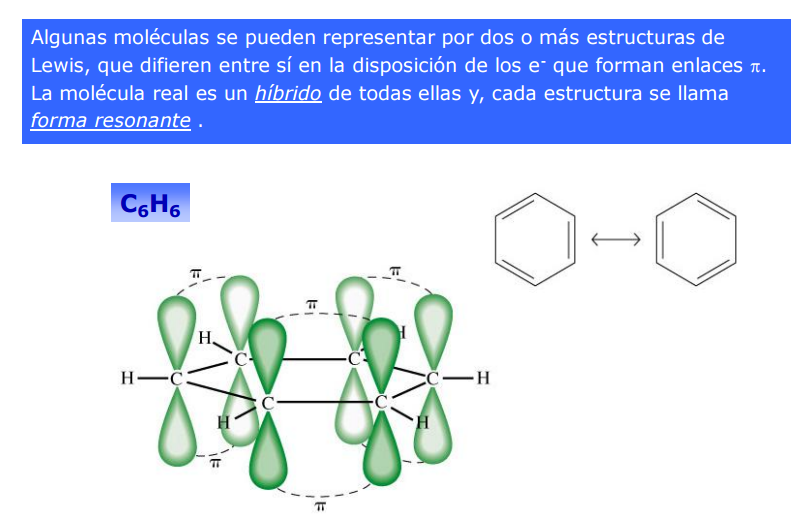 Algunas moléculas se pueden representar por dos o más estructuras de
Lewis, que difieren entre sí en la disposición de los e⁻ que forman enlaces π.
La molécula real es un híbrido de todas ellas y, cada estructura se llama
forma resonante .
C₆H₆
π
π
π
H
H
C
C
H
C
C
H
C
C
H
H
π
π